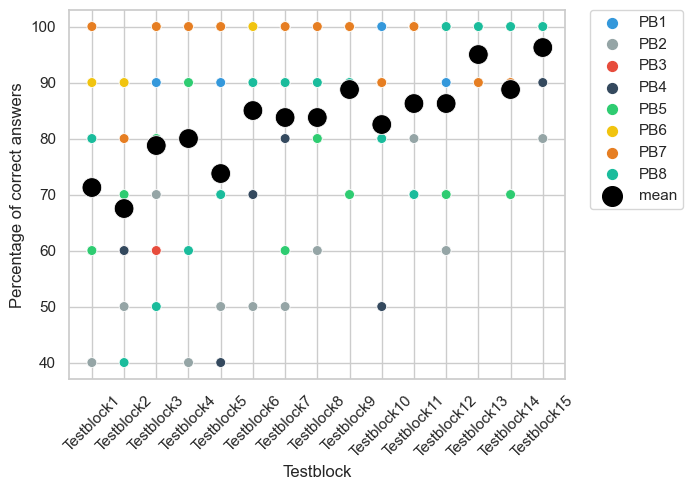 100
90
80
70
60
50
40
Percentage of correct answers
Testblock1
Testblock2
Testblock3
Testblock4
Testblock5
Testblock6
Testblock7
Testblock8
Testblock9
Testblock10
Testblock11
Testblock12
Testblock13
Testblock14
Testblock15
Testblock
PB1
PB2
PB3
PB4
PB5
PB6
PB7
PB8
mean